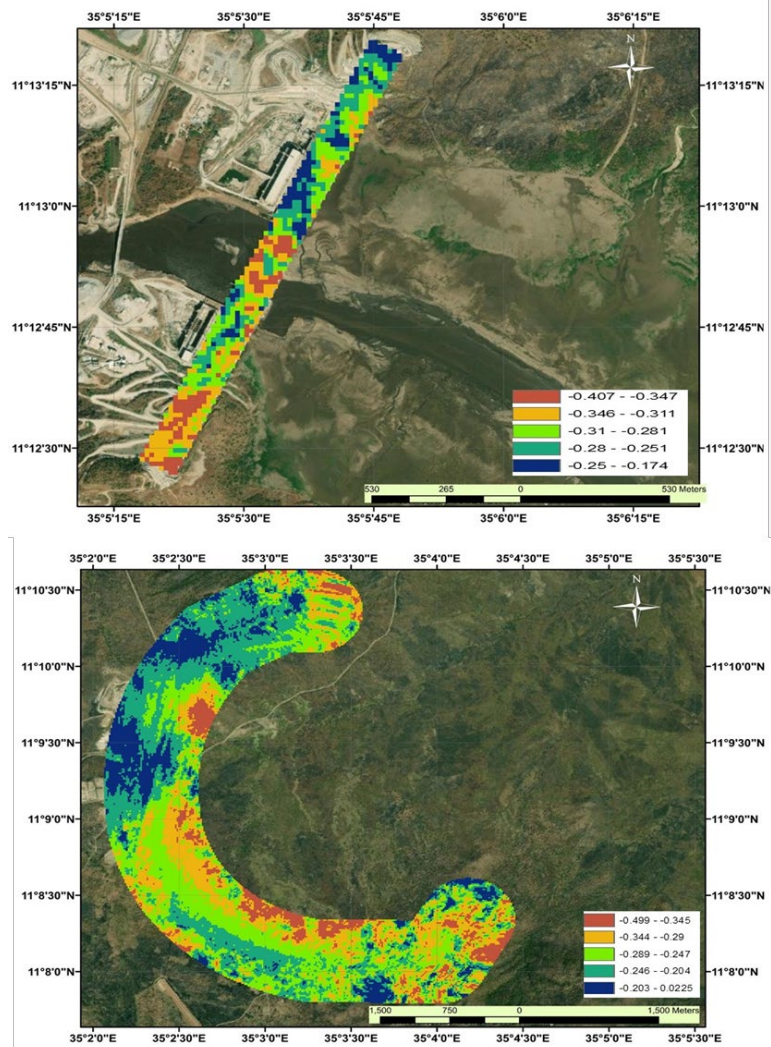 35°5'15"E 35°5'30"E 35°5'45"E 35°6'0"E 35°6'15"E
N
11°13'15"N 11°13'15"N
11°13'0"N 11°13'0"N
11°12'45"N 11°12'45"N
-0.407 - -0.347
-0.346 - -0.311
-0.31 - -0.281
-0.28 - -0.251
-0.25 - -0.174
11°12'30"N 11°12'30"N
530 265 0 530 Meters
35°5'15"E 35°5'30"E 35°5'45"E 35°6'0"E 35°6'15"E
35°2'0"E 35°2'30"E 35°3'0"E 35°3'30"E 35°4'0"E 35°4'30"E 35°5'0"E 35°5'30"E
N
11°10'30"N 11°10'30"N
11°10'0"N 11°10'0"N
11°9'30"N 11°9'30"N
11°9'0"N 11°9'0"N
11°8'30"N 11°8'30"N
-0.499 - -0.345
-0.344 - -0.29
-0.289 - -0.247
-0.246 - -0.204
-0.203 - 0.0225
11°8'0"N 11°8'0"N
1,500 750 0 1,500 Meters
35°2'0"E 35°2'30"E 35°3'0"E 35°3'30"E 35°4'0"E 35°4'30"E 35°5'0"E 35°5'30"E